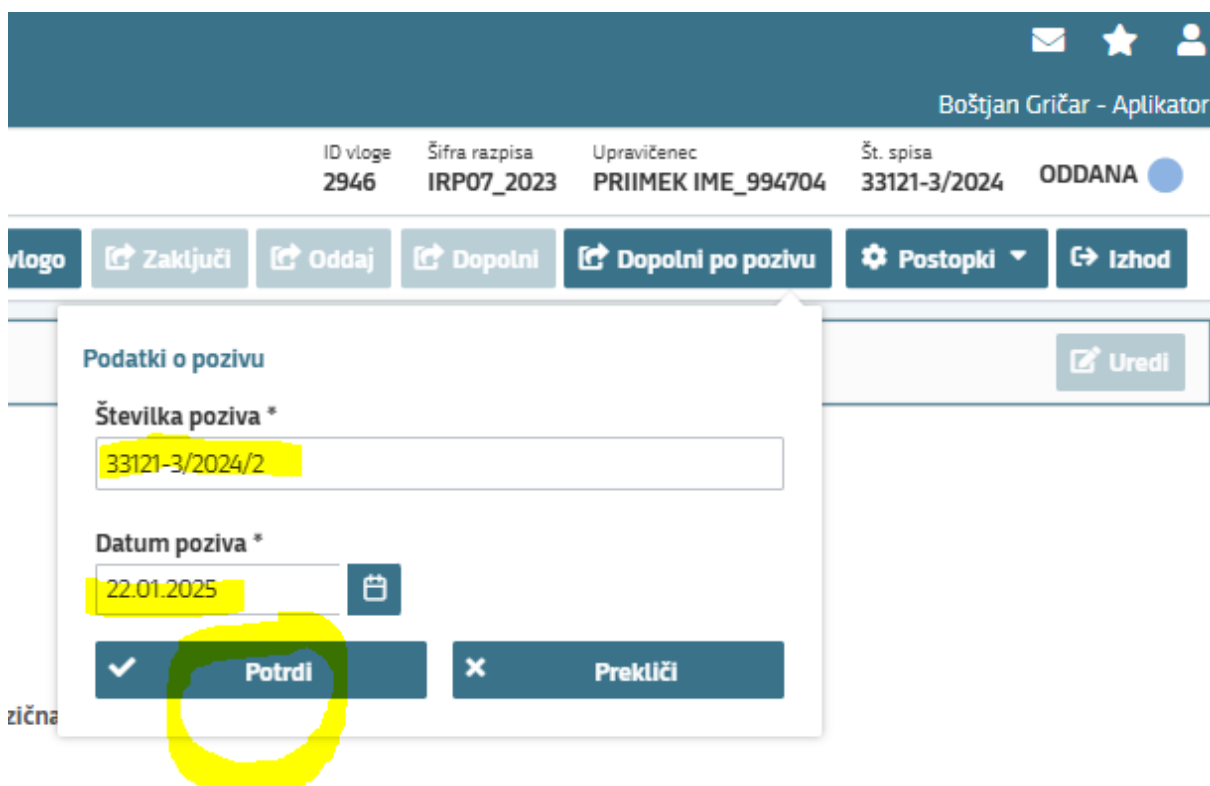 Boštjan Gričar - Aplikator
ID vloge Šifra razpisa Upravičenec Št. spisa
2946 IRP07_2023 PRIIMEK IME_994704 33121-3/2024 ODDANA
vlogo Zaključi Oddaj Dopolni Dopolni po pozivu Postopki Izhod
Podatki o pozivu
Uredi
Številka poziva *
33121-3/2024/2
Datum poziva *
22.01.2025
Potrdi Prekliči
zična